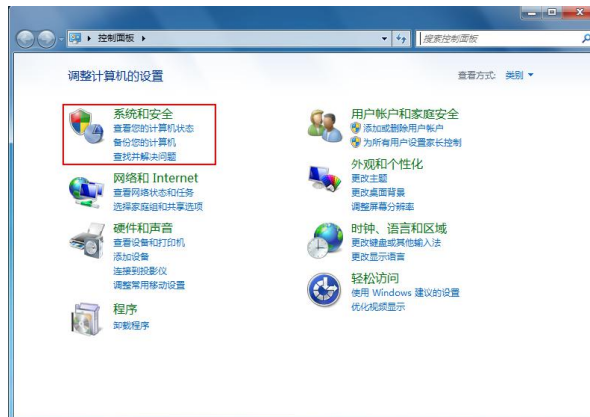 控制面板
搜索控制面板
调整计算机的设置
查看方式: 类别
系统和安全
查看您的计算机状态
备份您的计算机
查找并解决问题
网络和 Internet
查看网络状态和任务
选择家庭组和共享选项
硬件和声音
查看设备和打印机
添加设备
连接到投影仪
调整常用移动设置
程序
卸载程序
用户帐户和家庭安全
添加或删除用户帐户
为所有用户设置家长控制
外观和个性化
更改主题
更改桌面背景
调整屏幕分辨率
时钟、语言和区域
更改键盘或其他输入法
更改显示语言
轻松访问
使用 Windows 建议的设置
优化视频显示